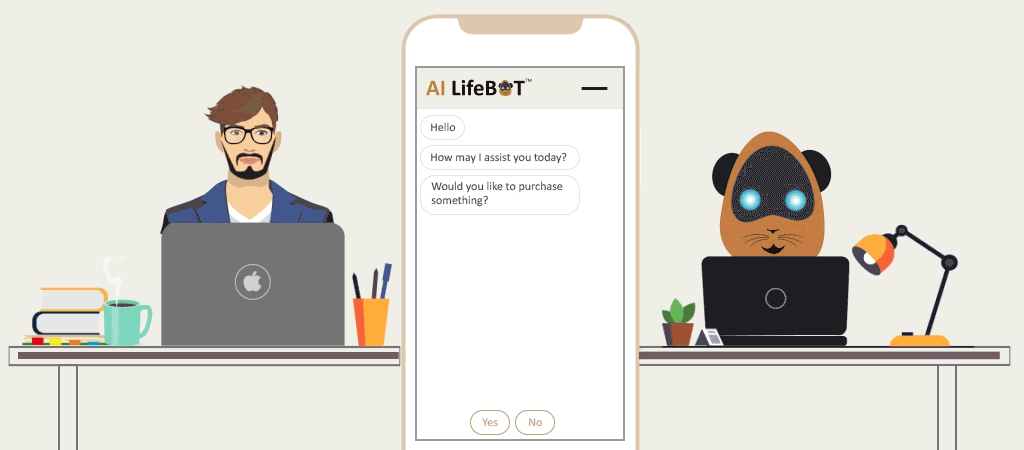 AI LifeBOT™
Hello
How may I assist you today?
Would you like to purchase
something?
Yes No